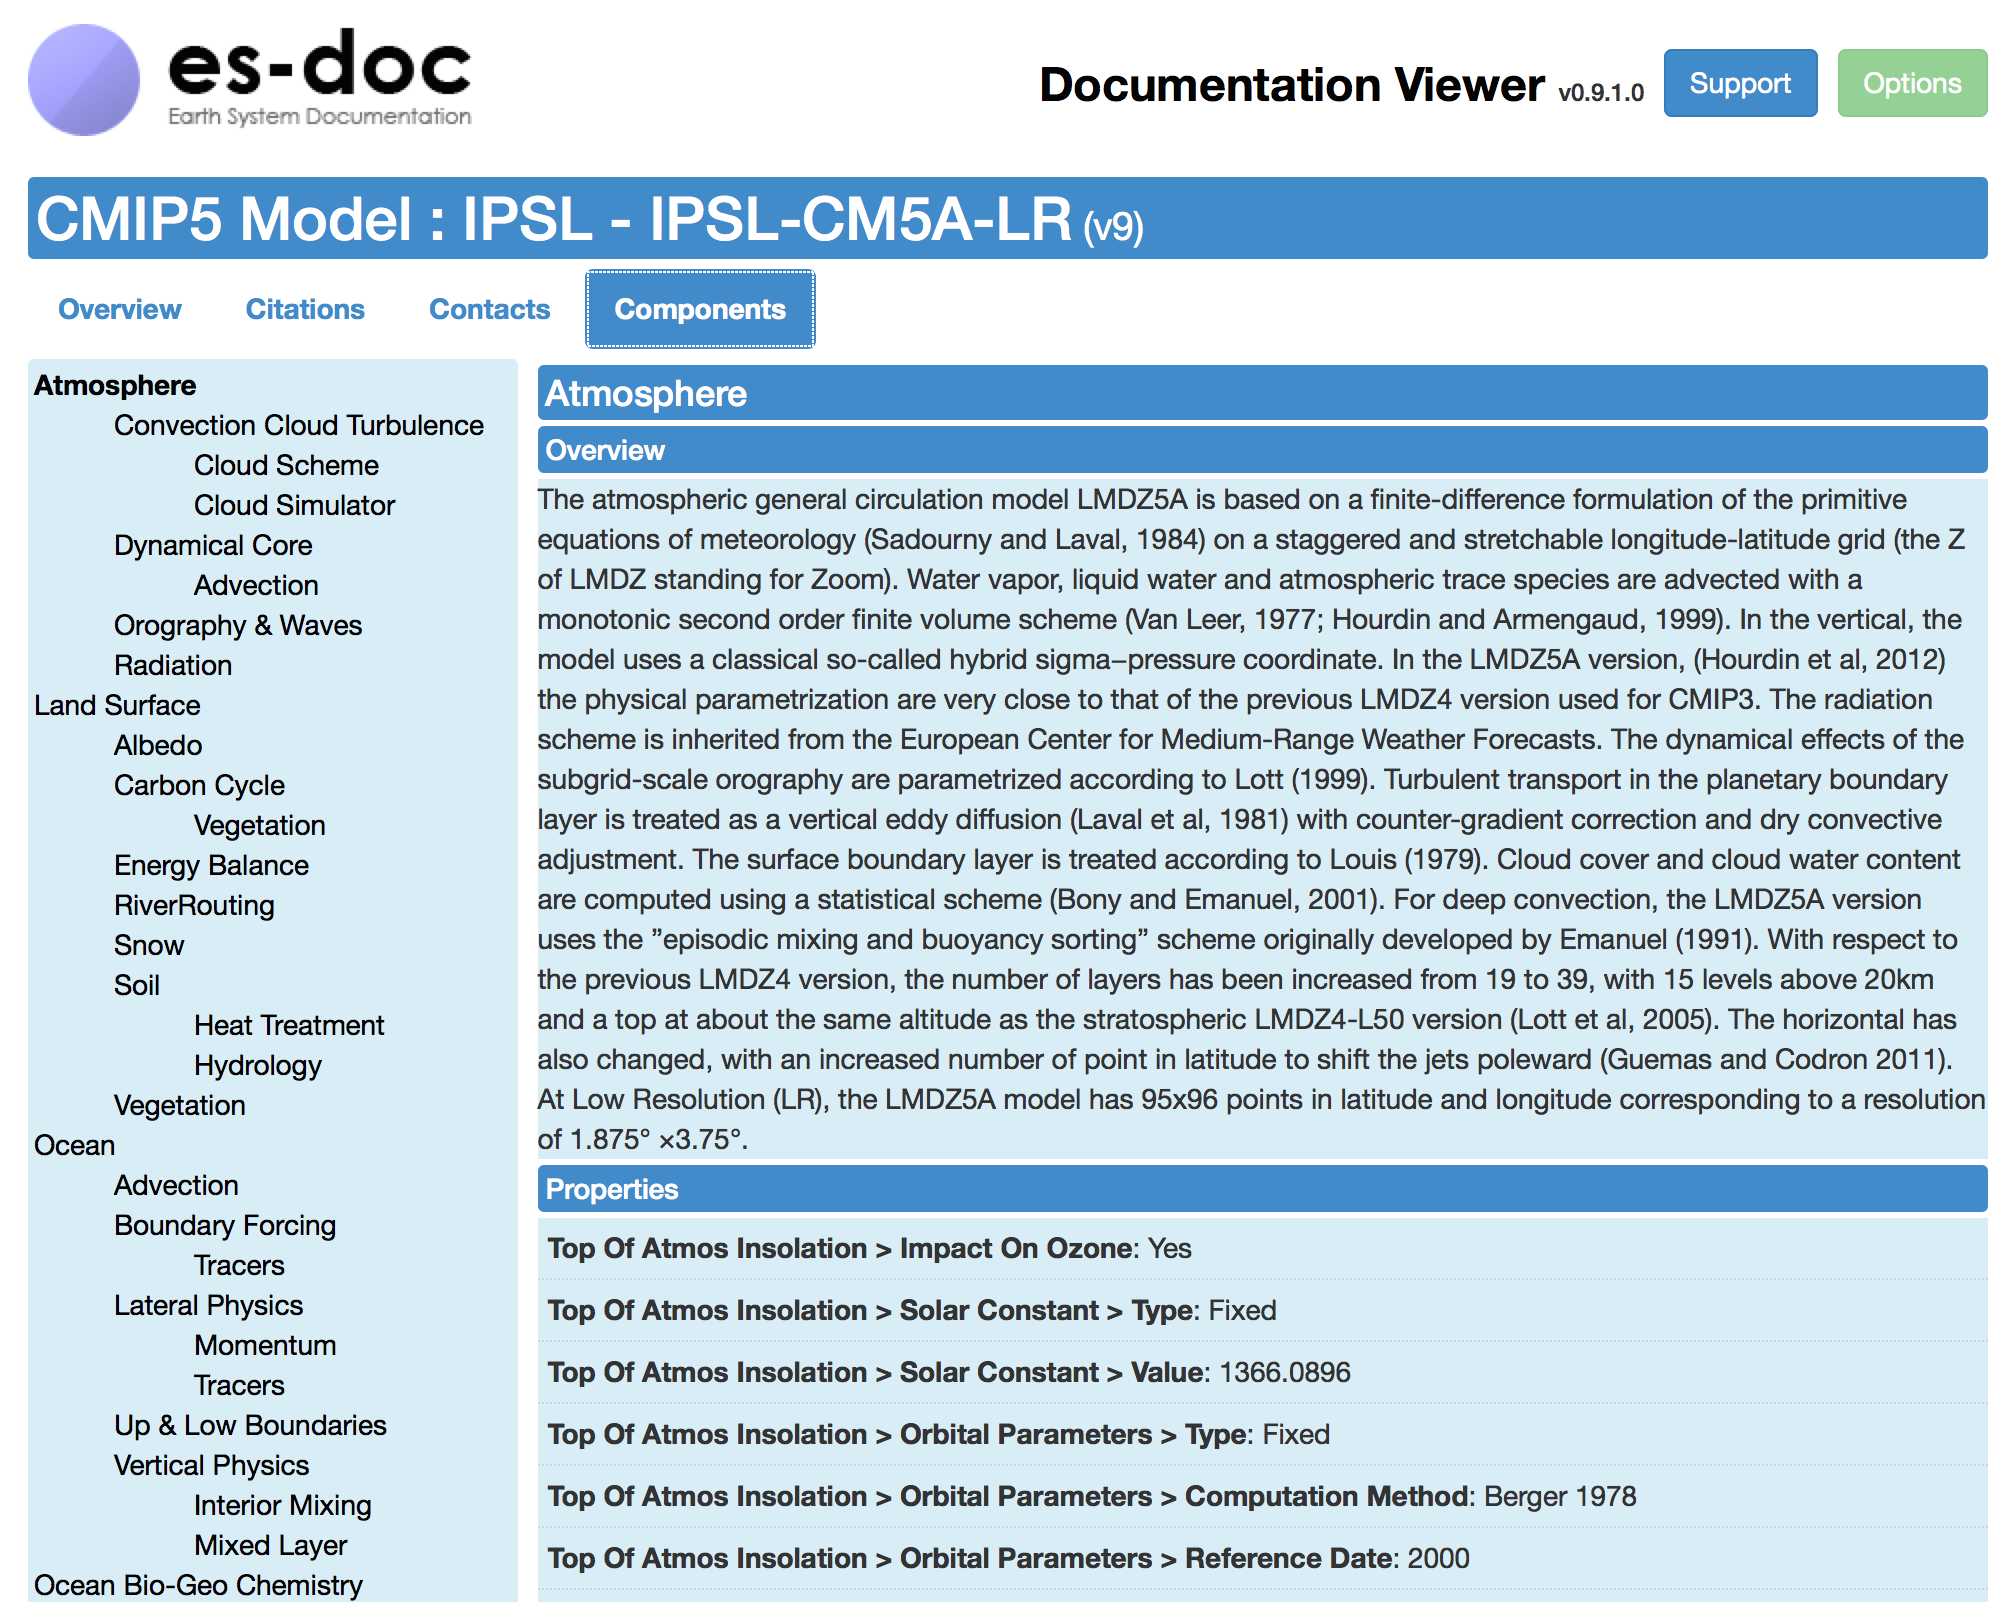 es-doc
Earth System Documentation
Documentation Viewer v0.9.1.0
Support
Options
CMIP5 Model : IPSL - IPSL-CM5A-LR (v9)
Overview
Citations
Contacts
Components
Atmosphere
Convection Cloud Turbulence
Cloud Scheme
Cloud Simulator
Dynamical Core
Advection
Orography & Waves
Radiation
Land Surface
Albedo
Carbon Cycle
Vegetation
Energy Balance
RiverRouting
Snow
Soil
Heat Treatment
Hydrology
Vegetation
Ocean
Advection
Boundary Forcing
Tracers
Lateral Physics
Momentum
Tracers
Up & Low Boundaries
Vertical Physics
Interior Mixing
Mixed Layer
Ocean Bio-Geo Chemistry
Atmosphere
Overview
The atmospheric general circulation model LMDZ5A is based on a finite-difference formulation of the primitive
equations of meteorology (Sadourny and Laval, 1984) on a staggered and stretchable longitude-latitude grid (the Z
of LMDZ standing for Zoom). Water vapor, liquid water and atmospheric trace species are advected with a
monotonic second order finite volume scheme (Van Leer, 1977; Hourdin and Armengaud, 1999). In the vertical, the
model uses a classical so-called hybrid sigma–pressure coordinate. In the LMDZ5A version, (Hourdin et al, 2012)
the physical parametrization are very close to that of the previous LMDZ4 version used for CMIP3. The radiation
scheme is inherited from the European Center for Medium-Range Weather Forecasts. The dynamical effects of the
subgrid-scale orography are parametrized according to Lott (1999). Turbulent transport in the planetary boundary
layer is treated as a vertical eddy diffusion (Laval et al, 1981) with counter-gradient correction and dry convective
adjustment. The surface boundary layer is treated according to Louis (1979). Cloud cover and cloud water content
are computed using a statistical scheme (Bony and Emanuel, 2001). For deep convection, the LMDZ5A version
uses the ”episodic mixing and buoyancy sorting” scheme originally developed by Emanuel (1991). With respect to
the previous LMDZ4 version, the number of layers has been increased from 19 to 39, with 15 levels above 20km
and a top at about the same altitude as the stratospheric LMDZ4-L50 version (Lott et al, 2005). The horizontal has
also changed, with an increased number of point in latitude to shift the jets poleward (Guemas and Codron 2011).
At Low Resolution (LR), the LMDZ5A model has 95x96 points in latitude and longitude corresponding to a resolution
of 1.875° ×3.75°.
Properties
Top Of Atmos Insolation > Impact On Ozone: Yes
Top Of Atmos Insolation > Solar Constant > Type: Fixed
Top Of Atmos Insolation > Solar Constant > Value: 1366.0896
Top Of Atmos Insolation > Orbital Parameters > Type: Fixed
Top Of Atmos Insolation > Orbital Parameters > Computation Method: Berger 1978
Top Of Atmos Insolation > Orbital Parameters > Reference Date: 2000